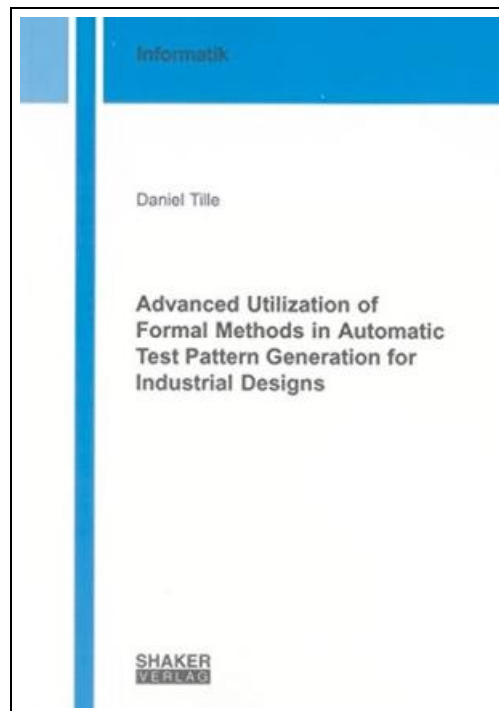 Informatik
Daniel Tille
Advanced Utilization of
Formal Methods in Automatic
Test Pattern Generation for
Industrial Designs
SHAKER
VERLAG